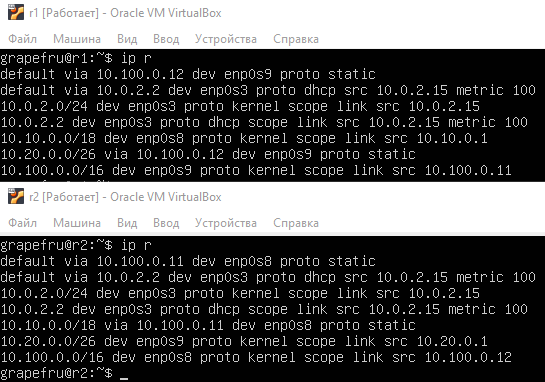 r1 [Работает] - Oracle VM VirtualBox
Файл Машина Вид Ввод Устройства Справка
grapefru@r1:~$ ip r
default via 10.100.0.12 dev enp0s9 proto static
default via 10.0.2.2 dev enp0s3 proto dhcp src 10.0.2.15 metric 100
10.0.2.0/24 dev enp0s3 proto kernel scope link src 10.0.2.15
10.0.2.2 dev enp0s3 proto dhcp scope link src 10.0.2.15 metric 100
10.10.0.0/18 dev enp0s8 proto kernel scope link src 10.10.0.1
10.20.0.0/26 via 10.100.0.12 dev enp0s9 proto static
10.100.0.0/16 dev enp0s9 proto kernel scope link src 10.100.0.11
r2 [Работает] - Oracle VM VirtualBox
Файл Машина Вид Ввод Устройства Справка
grapefru@r2:~$ ip r
default via 10.100.0.11 dev enp0s8 proto static
default via 10.0.2.2 dev enp0s3 proto dhcp src 10.0.2.15 metric 100
10.0.2.0/24 dev enp0s3 proto kernel scope link src 10.0.2.15
10.0.2.2 dev enp0s3 proto dhcp scope link src 10.0.2.15 metric 100
10.10.0.0/18 via 10.100.0.11 dev enp0s8 proto static
10.20.0.0/26 dev enp0s9 proto kernel scope link src 10.20.0.1
10.100.0.0/16 dev enp0s8 proto kernel scope link src 10.100.0.12
grapefru@r2:~$ _